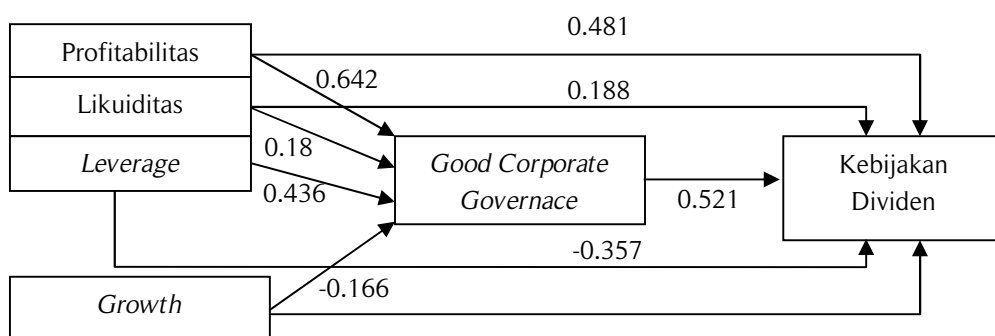 0.481
Profitabilitas
0.642
Likuiditas
0.188
0.18
Leverage
0.436
Good Corporate
Governace
0.521
Kebijakan
Dividen
-0.357
-0.166
Growth